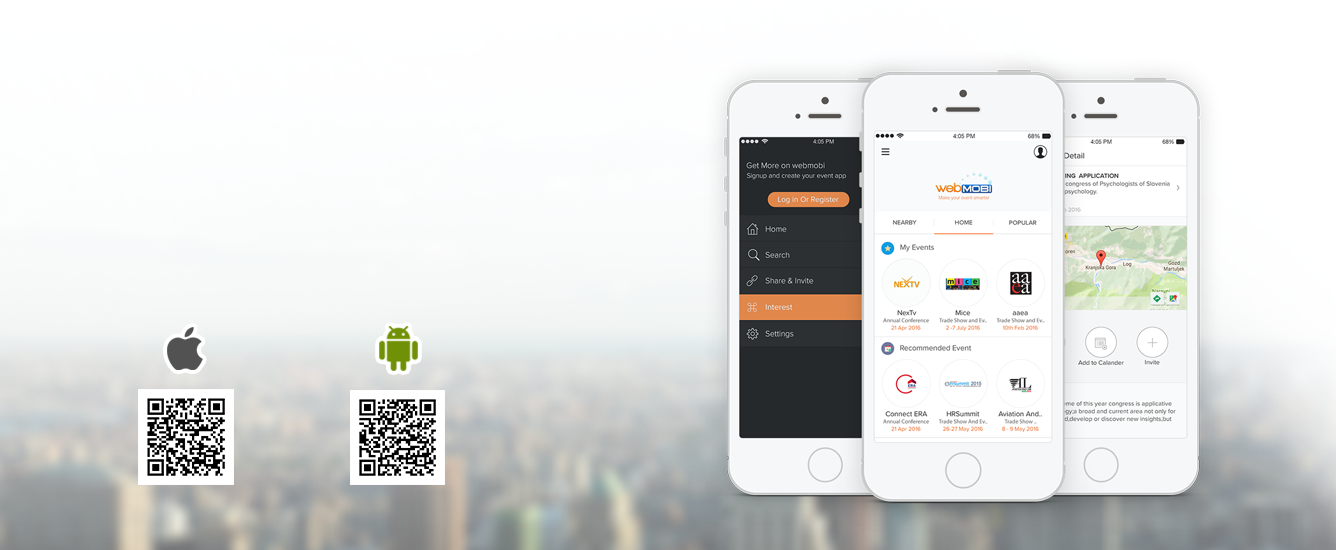 4:05 PM
Get More on webmobi
Signup and create your event app
Log in Or Register
Home
Search
Share & Invite
Interest
Settings
4:05 PM 68%
webMOBI
Make your event smarter
NEARBY HOME POPULAR
My Events
NEXTV mice aaea
NexTv Mice aaea
Annual Conference Trade Show and Ev.. Trade Show and Ev..
21 Apr 2016 2 -7 July 2016 10th Feb 2016
Recommended Event
ERA
Connect ERA HRSummit Aviation And..
Annual Conference Trade Show and Ev.. Trade Show ...
21 Apr 2016 26-27 May 2016 8 - 9 May 2016
4:05 PM 68%
Detail
ING APPLICATION
congress of Psychologists of Slovenia
psychology.
2016
Kranjska Gora Log Gozd
Martuljek
Add to Calander Invite
me of this year congress is applicative
gy;a broad and current area not only for
d,develop or discover new insights,but